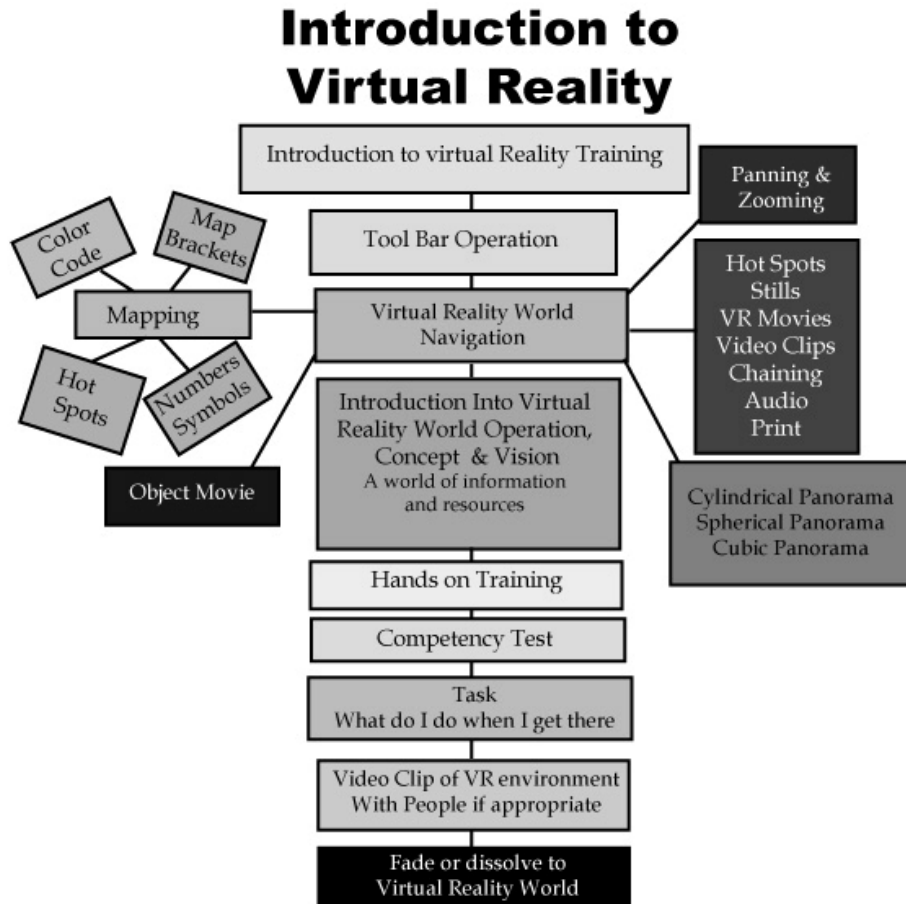 Introduction to
Virtual Reality
Introduction to virtual Reality Training
Panning &
Zooming
Tool Bar Operation
Color
Code
Map
Brackets
Mapping
Hot
Spots
Numbers
Symbols
Virtual Reality World
Navigation
Hot Spots
Stills
VR Movies
Video Clips
Chaining
Audio
Print
Object Movie
Introduction Into Virtual
Reality World Operation,
Concept & Vision
A world of information
and resources
Cylindrical Panorama
Spherical Panorama
Cubic Panorama
Hands on Training
Competency Test
Task
What do I do when I get there
Video Clip of VR environment
With People if appropriate
Fade or dissolve to
Virtual Reality World